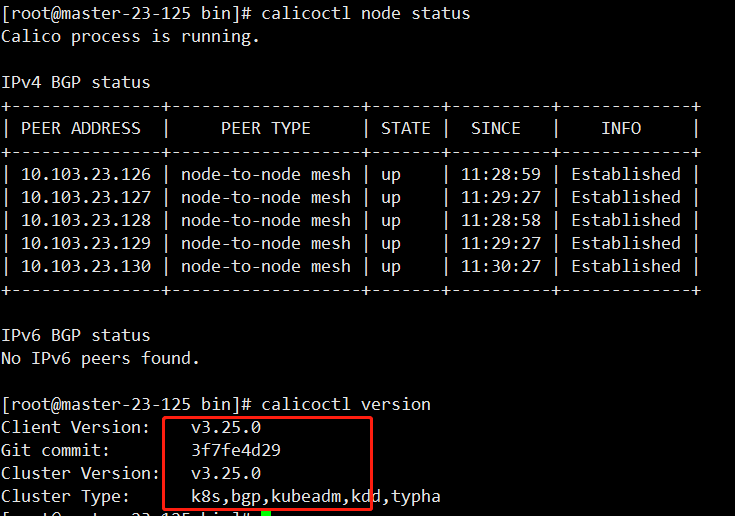 [root@master-23-125 bin]# calicoctl node status
Calico process is running.
IPv4 BGP status
+---------------+-------------------+-------+----------+-------------+
| PEER ADDRESS  |     PEER TYPE     | STATE |  SINCE   |    INFO     |
+---------------+-------------------+-------+----------+-------------+
| 10.103.23.126 | node-to-node mesh | up    | 11:28:59 | Established |
| 10.103.23.127 | node-to-node mesh | up    | 11:29:27 | Established |
| 10.103.23.128 | node-to-node mesh | up    | 11:28:58 | Established |
| 10.103.23.129 | node-to-node mesh | up    | 11:29:27 | Established |
| 10.103.23.130 | node-to-node mesh | up    | 11:30:27 | Established |
+---------------+-------------------+-------+----------+-------------+
IPv6 BGP status
No IPv6 peers found.
[root@master-23-125 bin]# calicoctl version
Client Version:    v3.25.0
Git commit:        3f7fe4d29
Cluster Version:   v3.25.0
Cluster Type:      k8s,bgp,kubeadm,kdd,typha
[root@master-23-125 bin]#